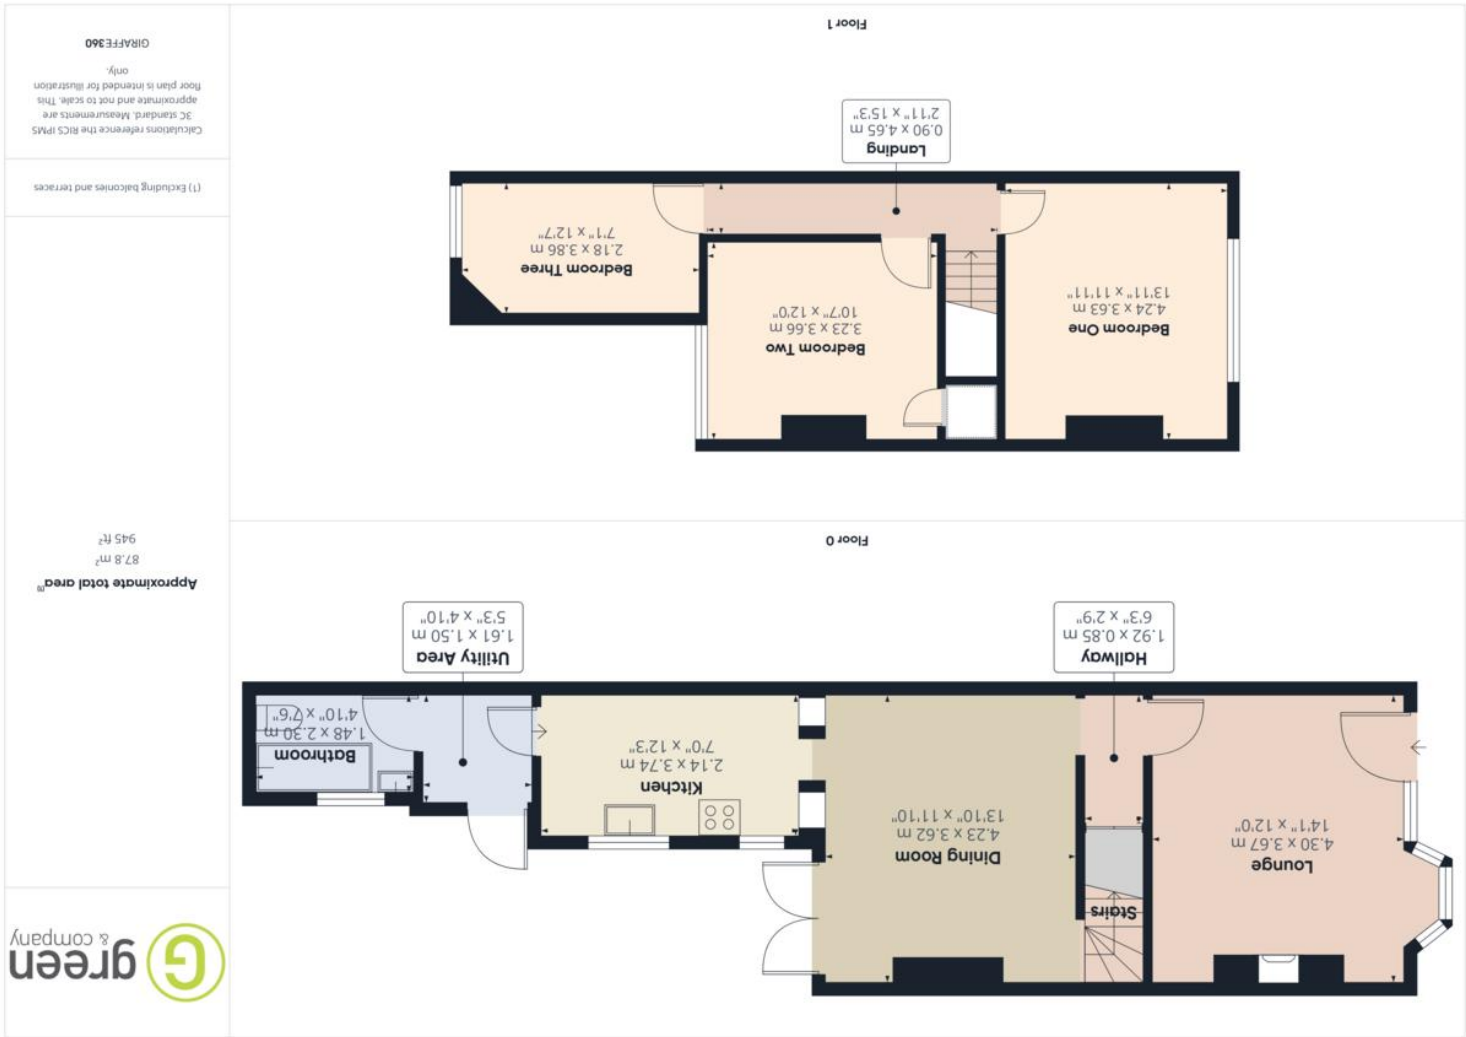 green
& company
Approximate total area⁽¹⁾
87.8 m²
945 ft²
(1) Excluding balconies and terraces
Calculations reference the RICS IPMS
3C standard. Measurements are
approximate and not to scale. This
floor plan is intended for illustration
only.
GIRAFFE360
Lounge
4.30 x 3.67 m
14'1" x 12'0"
Stairs
Dining Room
4.23 x 3.62 m
13'10" x 11'10"
Kitchen
2.14 x 3.74 m
7'0" x 12'3"
Bathroom
1.48 x 2.30 m
4'10" x 7'6"
Hallway
1.92 x 0.85 m
6'3" x 2'9"
Utility Area
1.61 x 1.50 m
5'3" x 4'10"
Floor 0
Bedroom One
4.24 x 3.63 m
13'11" x 11'11"
Bedroom Two
3.23 x 3.66 m
10'7" x 12'0"
Bedroom Three
2.18 x 3.86 m
7'1" x 12'7"
Landing
0.90 x 4.65 m
2'11" x 15'3"
Floor 1